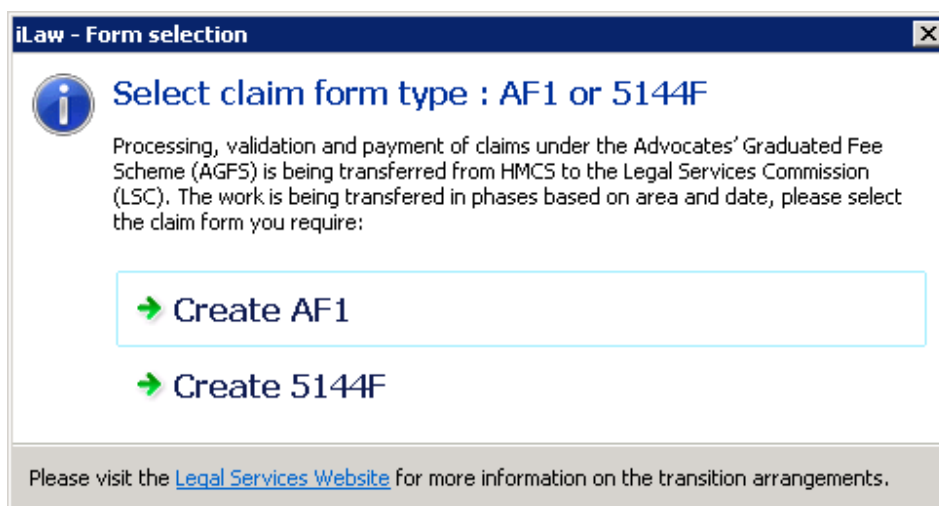 iLaw - Form selection
Select claim form type : AF1 or 5144F
Processing, validation and payment of claims under the Advocates' Graduated Fee
Scheme (AGFS) is being transferred from HMCS to the Legal Services Commission
(LSC). The work is being transfered in phases based on area and date, please select
the claim form you require:
Create AF1
Create 5144F
Please visit the Legal Services Website for more information on the transition arrangements.